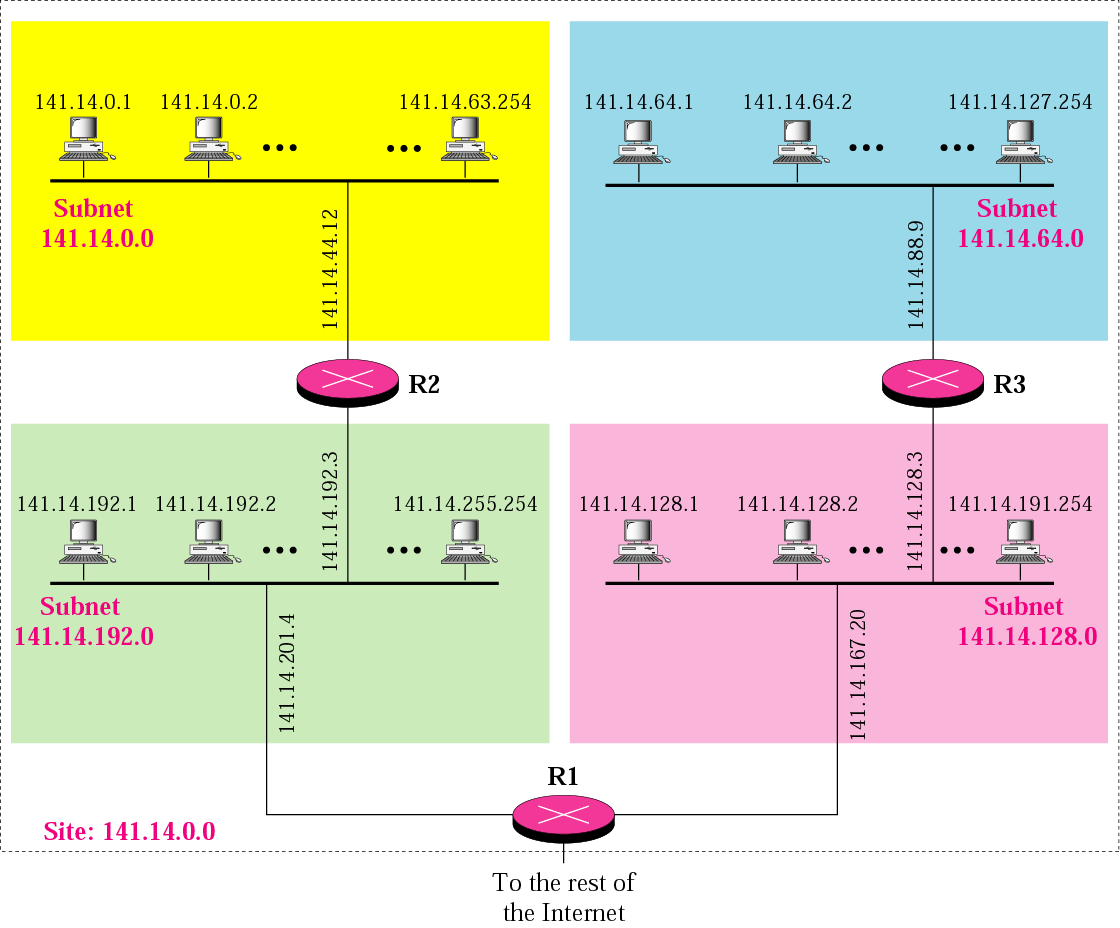 141.14.0.1
141.14.0.2
141.14.63.254
Subnet
141.14.0.0
141.14.44.12
141.14.64.1
141.14.64.2
141.14.127.254
Subnet
141.14.64.0
141.14.88.9
R2
R3
141.14.192.1
141.14.192.2
141.14.192.3
141.14.255.254
Subnet
141.14.192.0
141.14.201.4
141.14.128.1
141.14.128.2
141.14.128.3
141.14.191.254
Subnet
141.14.128.0
141.14.167.20
R1
Site: 141.14.0.0
To the rest of
the Internet